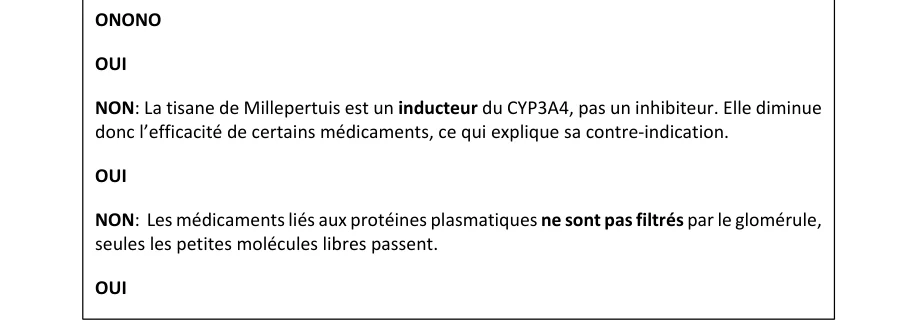 ONONO
OUI
NON: La tisane de Millepertuis est un inducteur du CYP3A4, pas un inhibiteur. Elle diminue
donc l’efficacité de certains médicaments, ce qui explique sa contre-indication.
OUI
NON:  Les médicaments liés aux protéines plasmatiques ne sont pas filtrés par le glomérule,
seules les petites molécules libres passent.
OUI